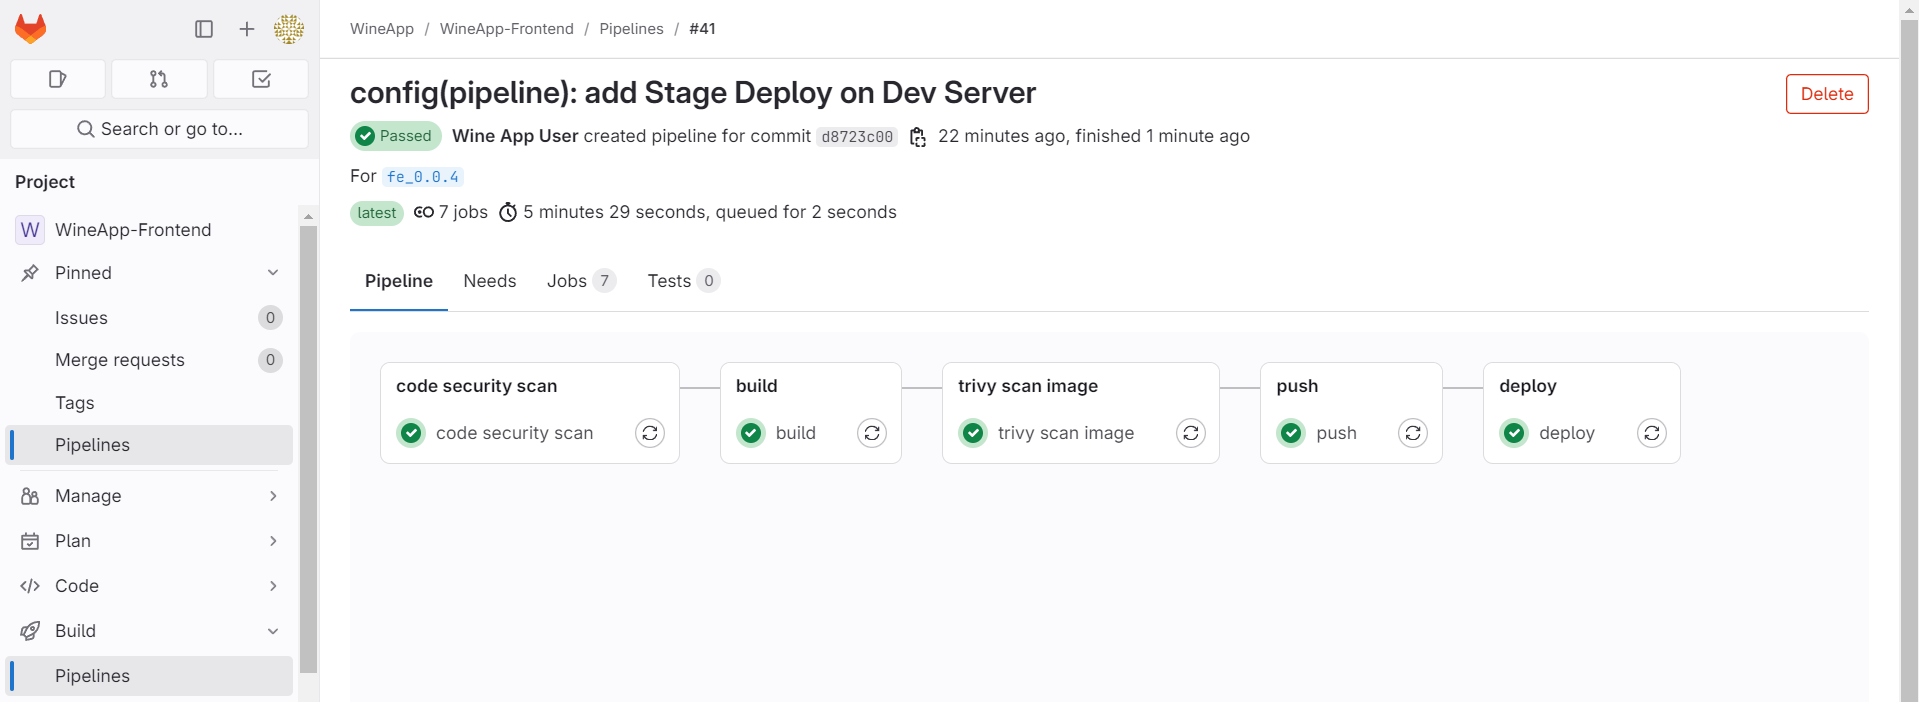 WineApp / WineApp-Frontend / Pipelines / #41
Search or go to...
Project
WineApp-Frontend
Pinned
Issues 0
Merge requests 0
Tags
Pipelines
Manage
Plan
Code
Build
Pipelines
config(pipeline): add Stage Deploy on Dev Server
Delete
Passed Wine App User created pipeline for commit d8723c00 22 minutes ago, finished 1 minute ago
For fe_0.0.4
latest 7 jobs 5 minutes 29 seconds, queued for 2 seconds
Pipeline Needs Jobs 7 Tests 0
code security scan
code security scan
build
build
trivy scan image
trivy scan image
push
push
deploy
deploy
W